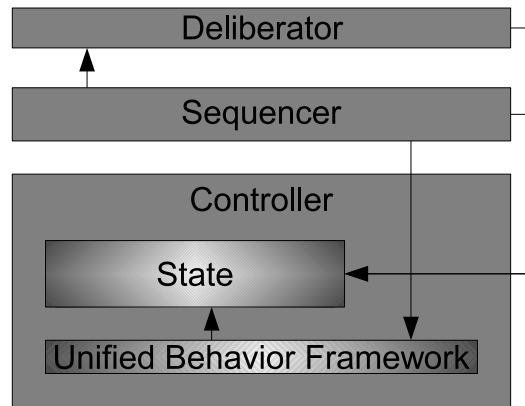 Deliberator
Sequencer
Controller
State
Unified Behavior Framework